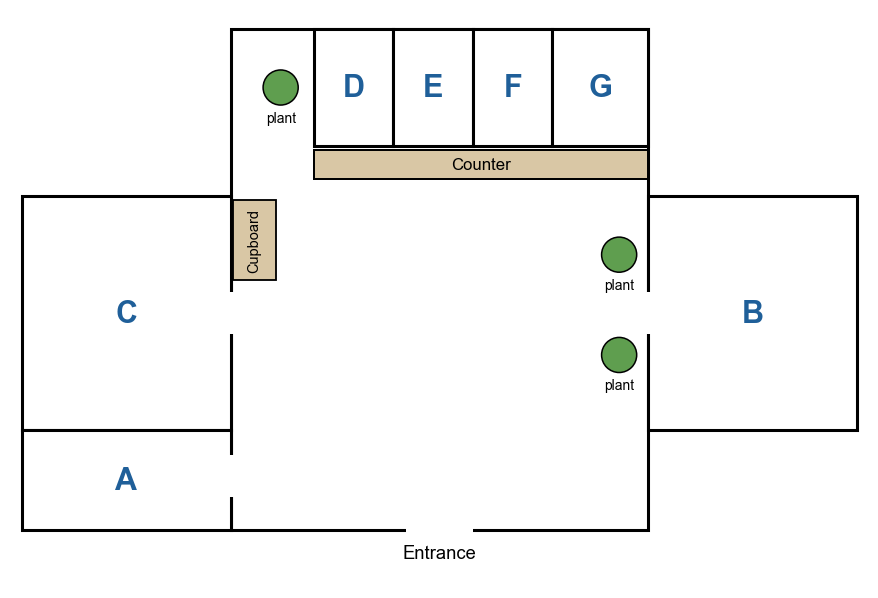 D E F G
plant
Counter
Cupboard
plant
C
B
plant
A
Entrance